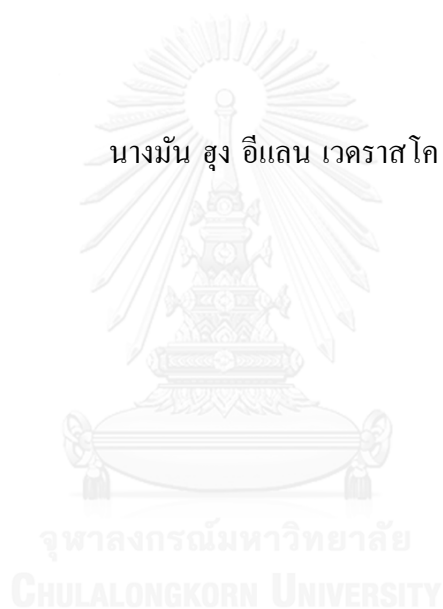 นางมัน ฮุง อีแลน เวดราสโค
จุฬาลงกรณ์มหาวิทยาลัย
CHULALONGKORN UNIVERSITY